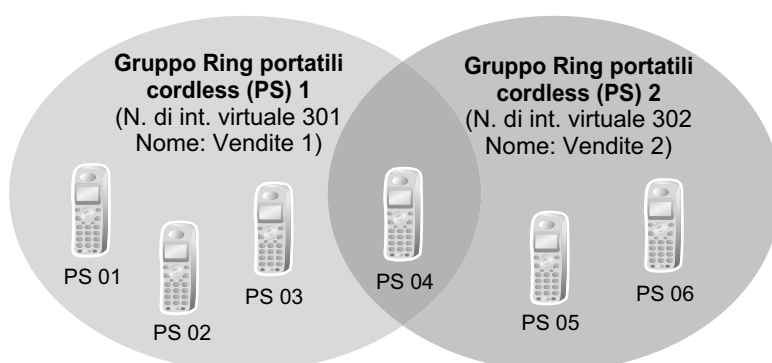 Gruppo Ring portatili
cordless (PS) 1
(N. di int. virtuale 301
Nome: Vendite 1)
Gruppo Ring portatili
cordless (PS) 2
(N. di int. virtuale 302
Nome: Vendite 2)
PS 01
PS 02
PS 03
PS 04
PS 05
PS 06